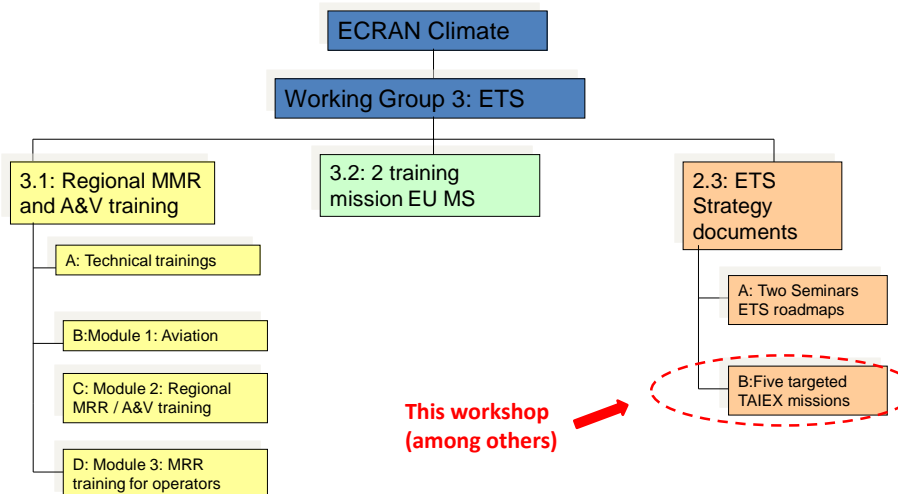 ECRAN Climate
Working Group 3: ETS
3.1: Regional MMR
and A&V training
3.2: 2 training
mission EU MS
2.3: ETS
Strategy
documents
A: Technical trainings
A: Two Seminars
ETS roadmaps
B:Module 1: Aviation
C: Module 2: Regional
MRR / A&V training
B:Five targeted
TAIEX missions
This workshop
(among others)
D: Module 3: MRR
training for operators